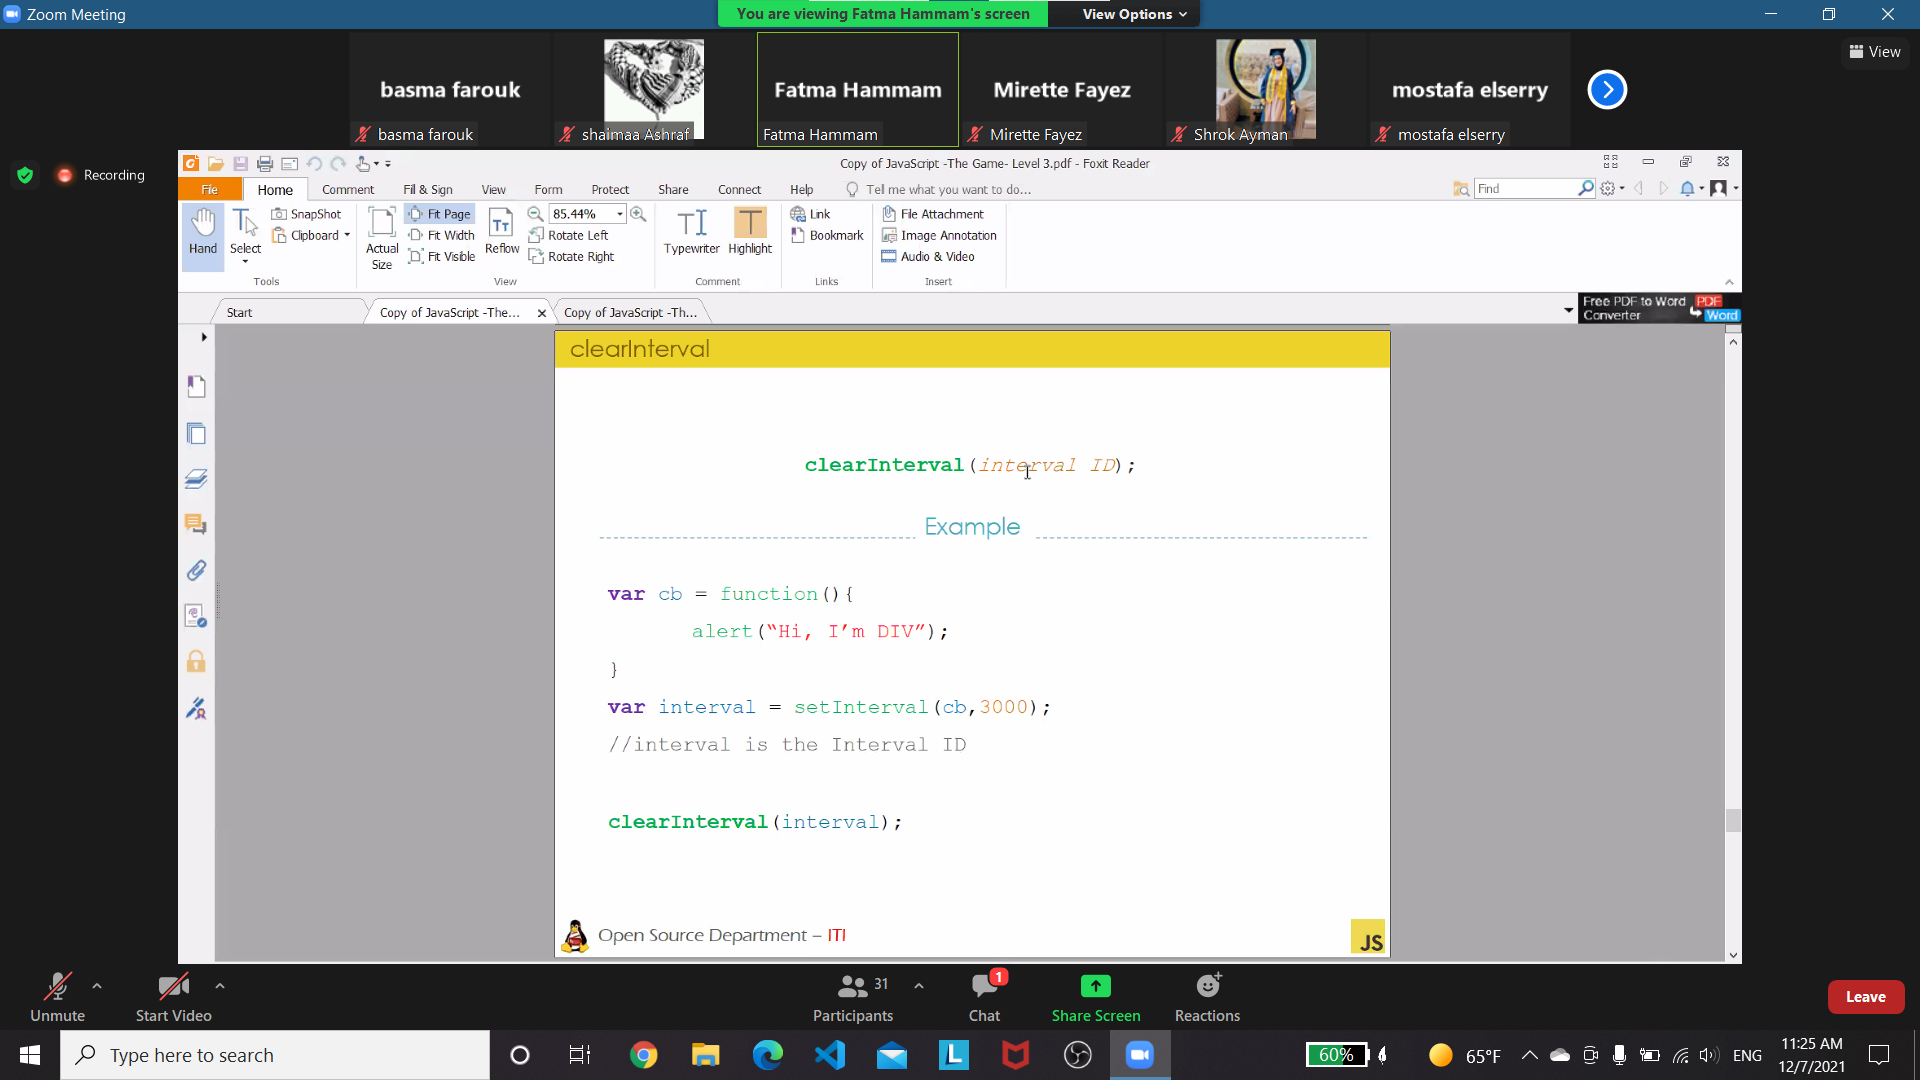 Zoom Meeting
You are viewing Fatma Hammam's screen
View Options
View
basma farouk
Fatma Hammam
Mirette Fayez
mostafa elserry
basma farouk
shaimaa Ashraf
Fatma Hammam
Mirette Fayez
Shrok Ayman
mostafa elserry
Recording
Copy of JavaScript -The Game- Level 3.pdf - Foxit Reader
File
Home
Comment
Fill & Sign
View
Form
Protect
Share
Connect
Help
Tell me what you want to do...
Find
Hand
Select
SnapShot
Clipboard
Tools
Actual Size
Fit Page
Fit Width
Fit Visible
Reflow
85.44%
Rotate Left
Rotate Right
View
Typewriter
Highlight
Comment
Link
Bookmark
Links
File Attachment
Image Annotation
Audio & Video
Insert
Start
Copy of JavaScript -The...
Copy of JavaScript -Th...
Free PDF to Word
Converter
PDF
Word
clearInterval
clearInterval(interval ID);
Example
var cb = function(){
alert(“Hi, I’m DIV”);
}
var interval = setInterval(cb,3000);
//interval is the Interval ID
clearInterval(interval);
Open Source Department – ITI
JS
Unmute
Start Video
31
Participants
1
Chat
Share Screen
Reactions
Leave
Type here to search
60%
65°F
ENG
11:25 AM
12/7/2021